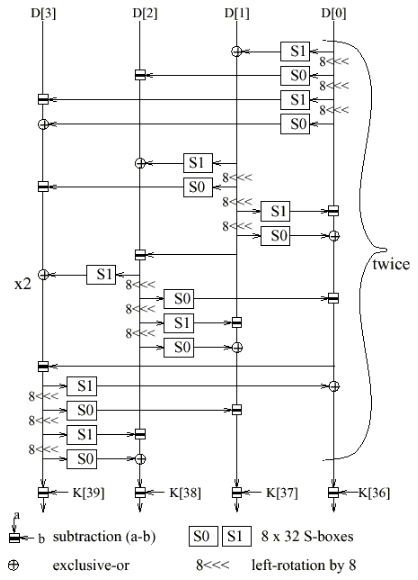 D[3] D[2] D[1] D[0]
S1
8<<<
S0
8<<<
S1
8<<<
S0
S1
8<<<
S0
8<<<
S1
S0
x2 S1 twice
8<<<
S0
8<<<
S1
8<<<
S0
S1
8<<<
S0
8<<<
S1
8<<<
S0
K[39] K[38] K[37] K[36]
a
b subtraction (a-b) S0 S1 8 x 32 S-boxes
exclusive-or 8<<< left-rotation by 8